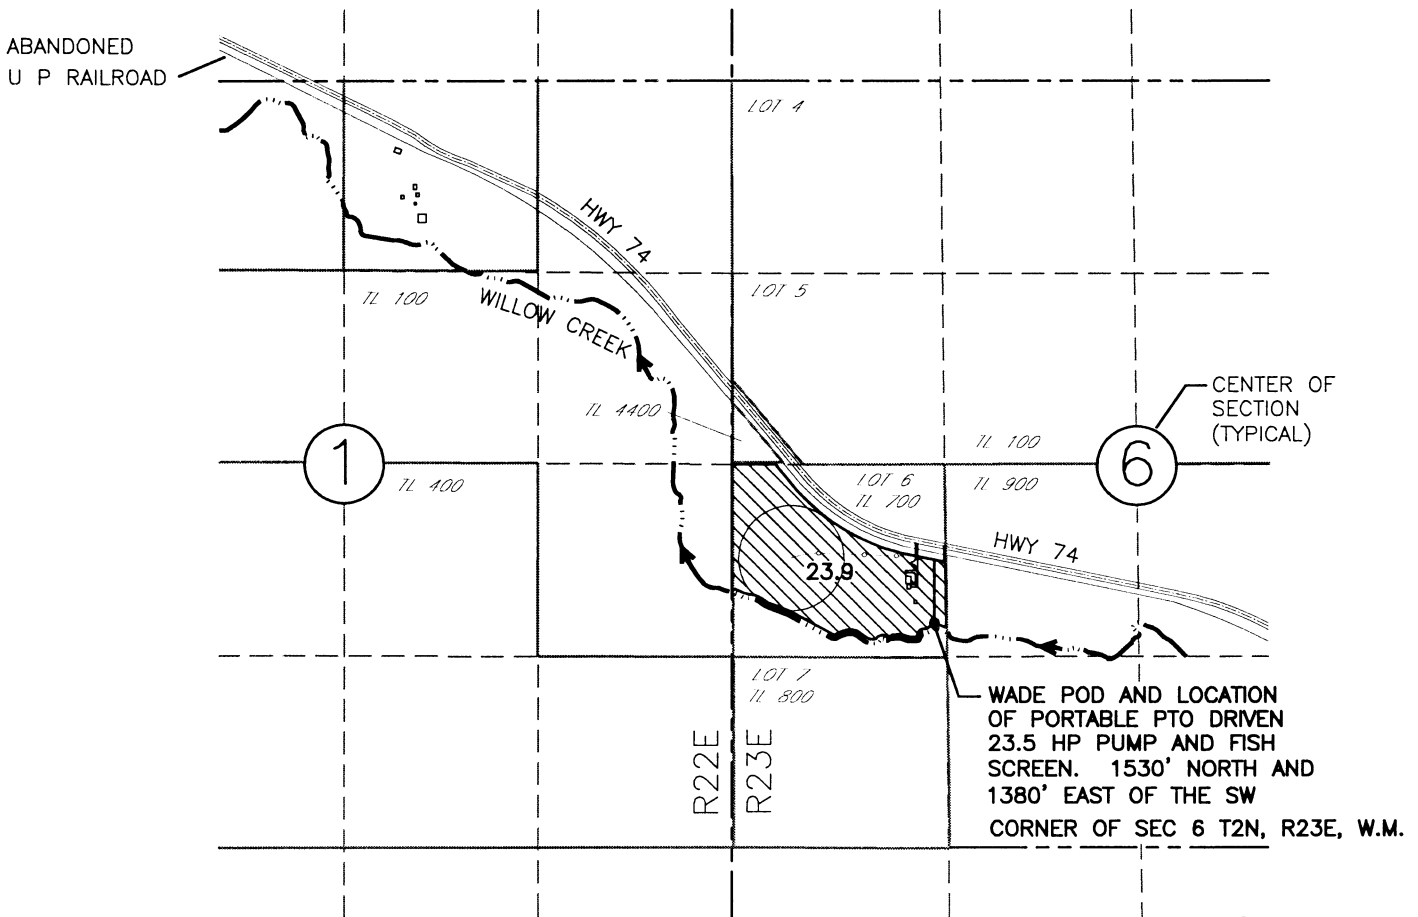 ABANDONED
U P RAILROAD
LOT 4
HWY 74
TL 100
WILLOW CREEK
LOT 5
TL 4400
CENTER OF
SECTION
(TYPICAL)
1
TL 400
LOT 6
TL 700
TL 100
TL 900
6
HWY 74
23.9
LOT 7
TL 800
R22E
R23E
WADE POD AND LOCATION
OF PORTABLE PTO DRIVEN
23.5 HP PUMP AND FISH
SCREEN. 1530' NORTH AND
1380' EAST OF THE SW
CORNER OF SEC 6 T2N, R23E, W.M.